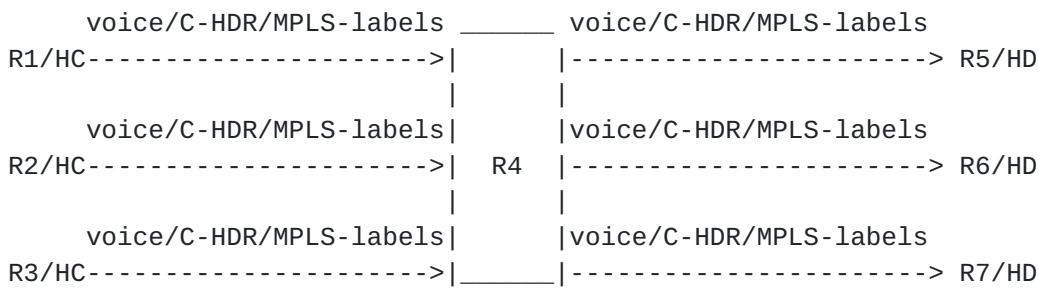 voice/C-HDR/MPLS-labels ______ voice/C-HDR/MPLS-labels
R1/HC---------------------->|      |-----------------------> R5/HD
|      |
voice/C-HDR/MPLS-labels|      |voice/C-HDR/MPLS-labels
R2/HC---------------------->|  R4  |-----------------------> R6/HD
|      |
voice/C-HDR/MPLS-labels|      |voice/C-HDR/MPLS-labels
R3/HC---------------------->|______|-----------------------> R7/HD